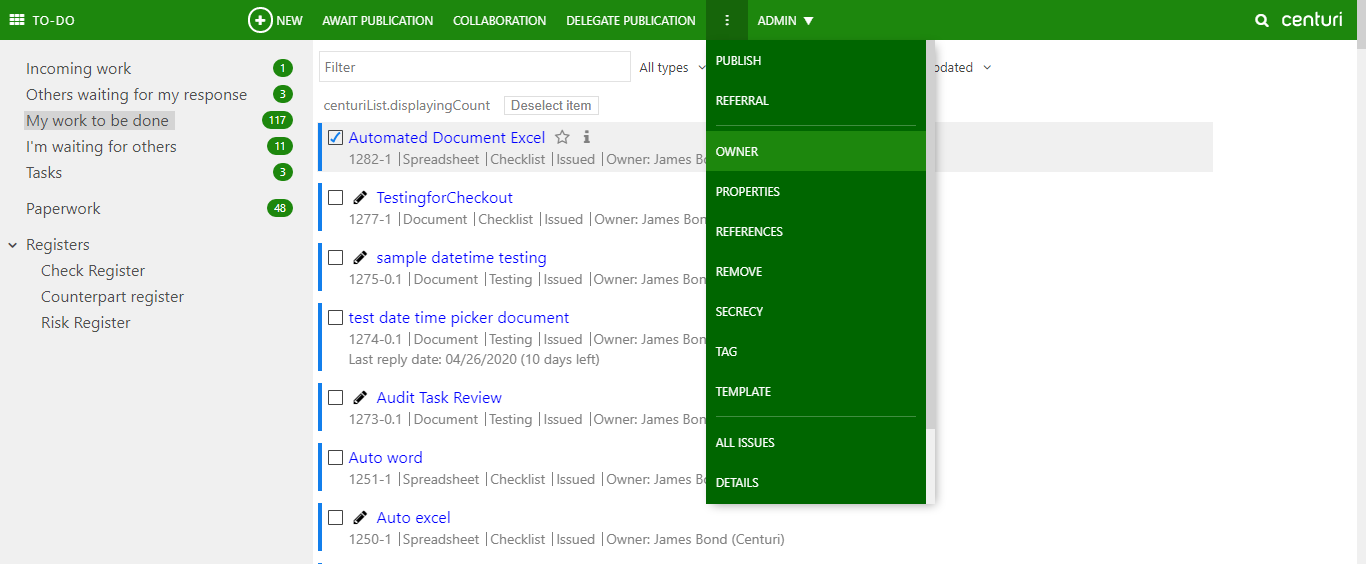 TO-DO NEW AWAIT PUBLICATION COLLABORATION DELEGATE PUBLICATION ADMIN centuri
Incoming work 1
Others waiting for my response 3
My work to be done 117
I'm waiting for others 11
Tasks 3
Paperwork 48
Registers
Check Register
Counterpart register
Risk Register
Filter All types
centuriList.displayingCount Deselect item
Automated Document Excel
1282-1 |Spreadsheet |Checklist |Issued |Owner: James Bond
TestingforCheckout
1277-1 |Document |Checklist |Issued |Owner: James Bon
sample datetime testing
1275-0.1 |Document |Testing |Issued |Owner: James Bon
test date time picker document
1274-0.1 |Document |Testing |Issued |Owner: James Bon
Last reply date: 04/26/2020 (10 days left)
Audit Task Review
1273-0.1 |Document |Testing |Issued |Owner: James Bon
Auto word
1251-1 |Spreadsheet |Checklist |Issued |Owner: James Bond
Auto excel
1250-1 |Spreadsheet |Checklist |Issued |Owner: James Bond (Centuri)
PUBLISH
REFERRAL
OWNER
PROPERTIES
REFERENCES
REMOVE
SECRECY
TAG
TEMPLATE
ALL ISSUES
DETAILS